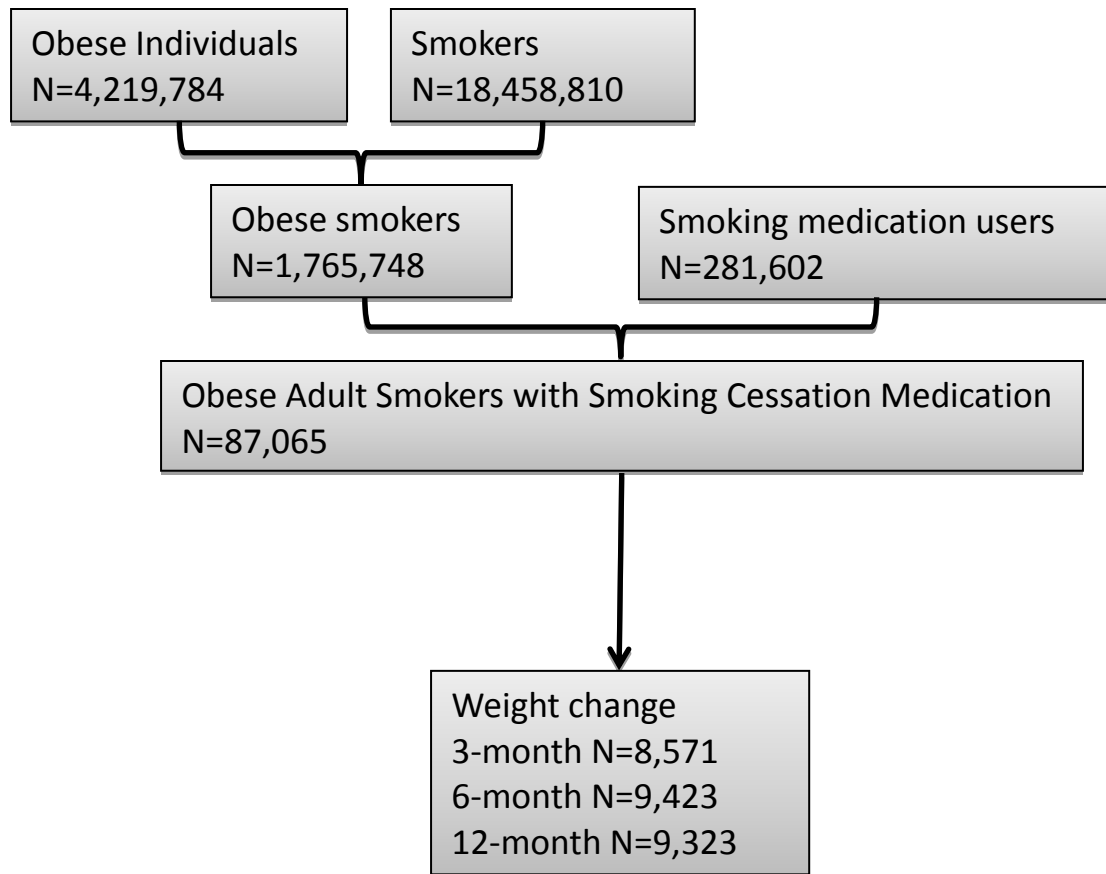 Obese Individuals
N=4,219,784
Smokers
N=18,458,810
Obese smokers
N=1,765,748
Smoking medication users
N=281,602
Obese Adult Smokers with Smoking Cessation Medication
N=87,065
Weight change
3-month N=8,571
6-month N=9,423
12-month N=9,323